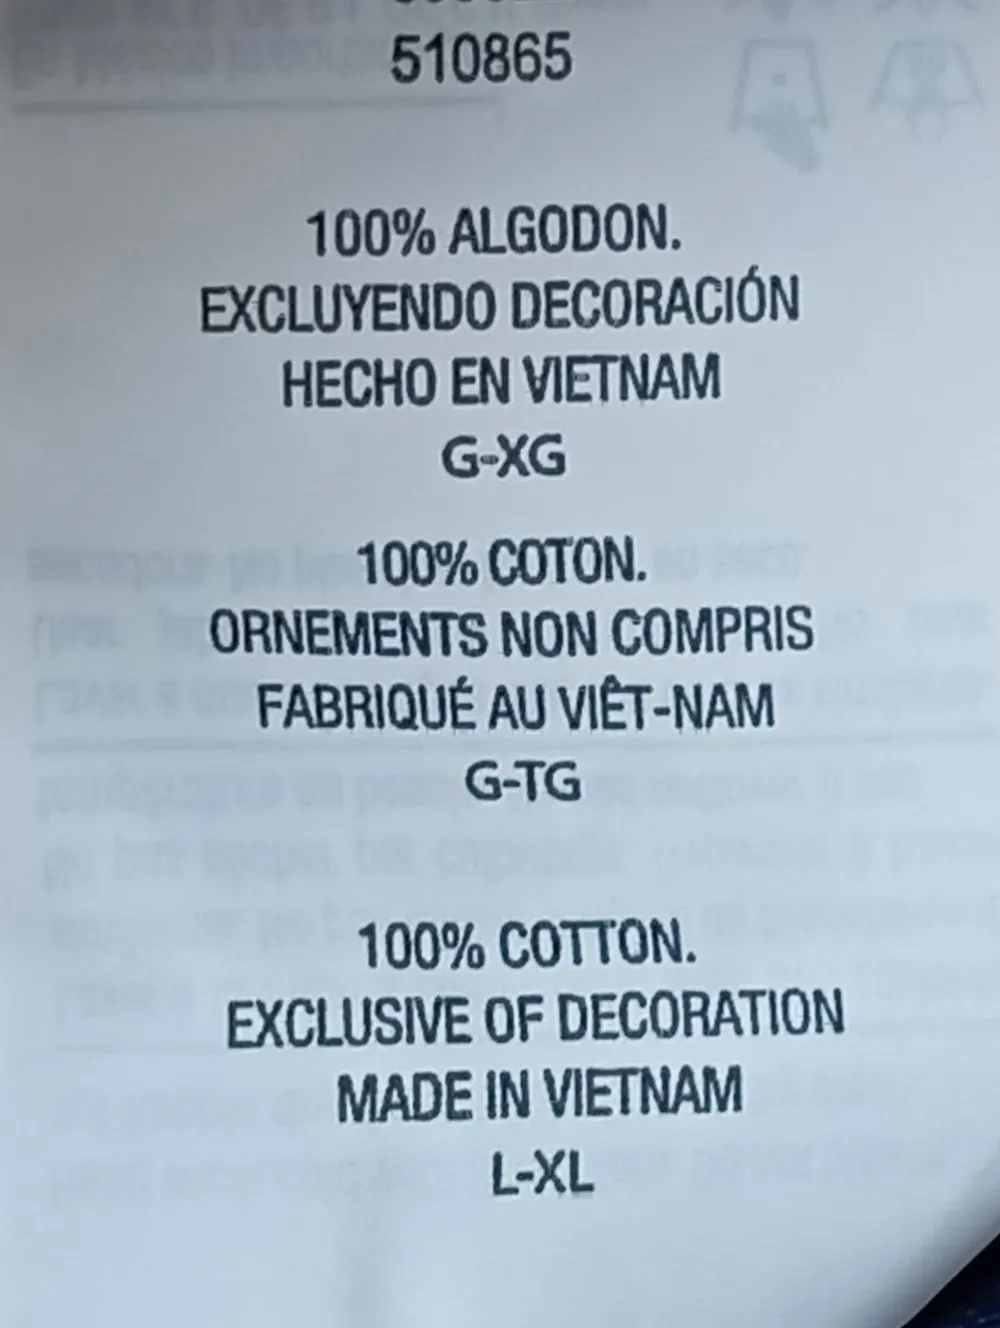 510865
100% ALGODON.
EXCLUYENDO DECORACIÓN
HECHO EN VIETNAM
G-XG
100% COTON.
ORNEMENTS NON COMPRIS
FABRIQUÉ AU VIÊT-NAM
G-TG
100% COTTON.
EXCLUSIVE OF DECORATION
MADE IN VIETNAM
L-XL